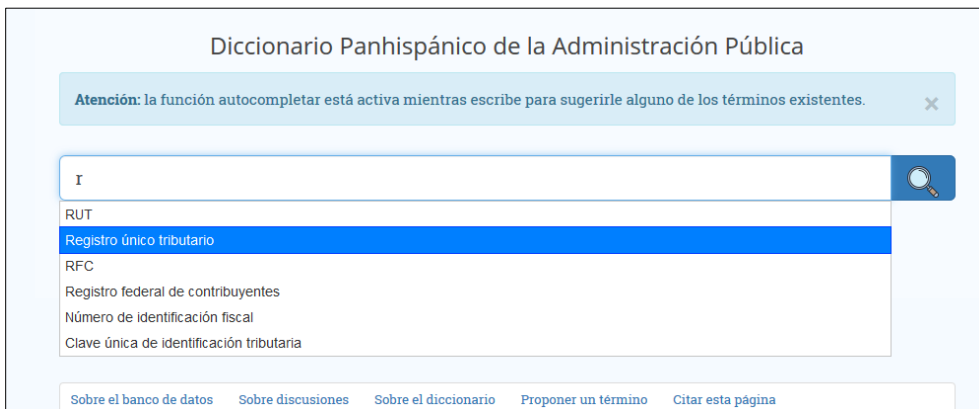 Diccionario Panhispánico de la Administración Pública
Atención: la función autocompletar está activa mientras escribe para sugerirle alguno de los términos existentes. ×
r
RUT
Registro único tributario
RFC
Registro federal de contribuyentes
Número de identificación fiscal
Clave única de identificación tributaria
Sobre el banco de datos Sobre discusiones Sobre el diccionario Proponer un término Citar esta página